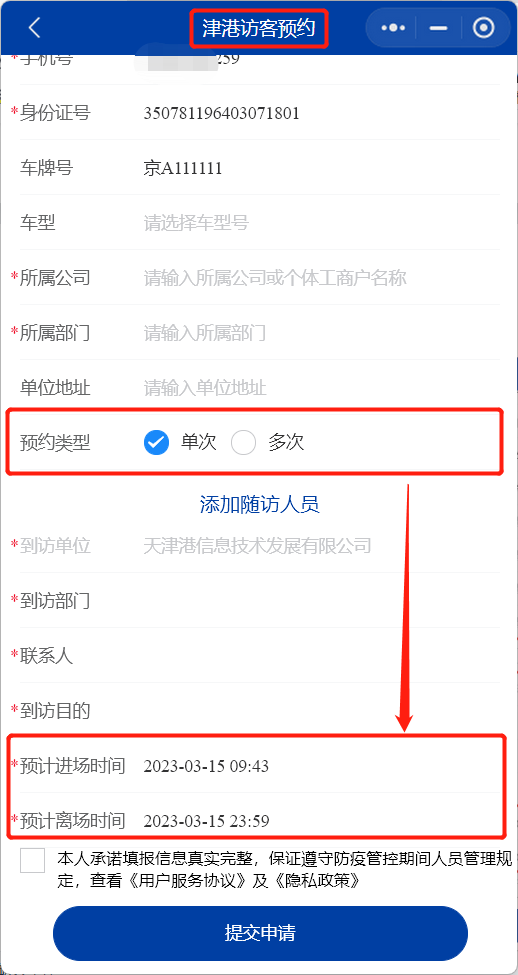 津港访客预约
*手机号 259
*身份证号 350781196403071801
车牌号 京A111111
车型 请选择车型号
*所属公司 请输入所属公司或个体工商户名称
*所属部门 请输入所属部门
单位地址 请输入单位地址
预约类型 单次 多次
添加随访人员
*到访单位 天津港信息技术发展有限公司
*到访部门
*联系人
*到访目的
*预计进场时间 2023-03-15 09:43
*预计离场时间 2023-03-15 23:59
本人承诺填报信息真实完整，保证遵守防疫管控期间人员管理规
定，查看《用户服务协议》及《隐私政策》
提交申请